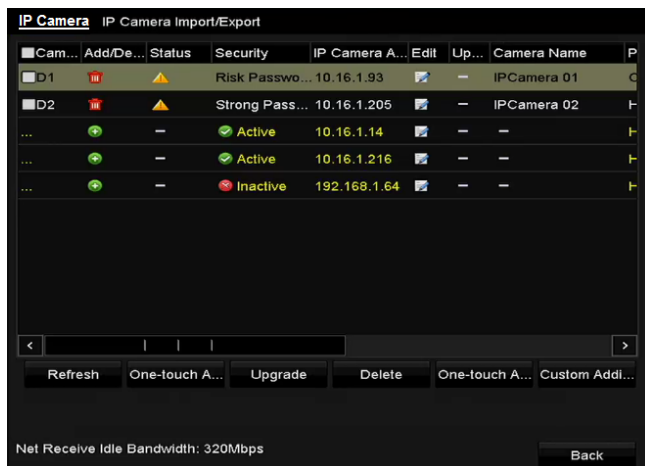 IP Camera IP Camera Import/Export
Cam... Add/De... Status Security IP Camera A... Edit Up... Camera Name P
D1 Risk Passwo... 10.16.1.93 – IPCamera 01
D2 Strong Pass... 10.16.1.205 – IPCamera 02 H
... – Active 10.16.1.14 – – H
... – Active 10.16.1.216 – – H
... – Inactive 192.168.1.64 – – H
Refresh One-touch A... Upgrade Delete One-touch A... Custom Addi...
Net Receive Idle Bandwidth: 320Mbps
Back